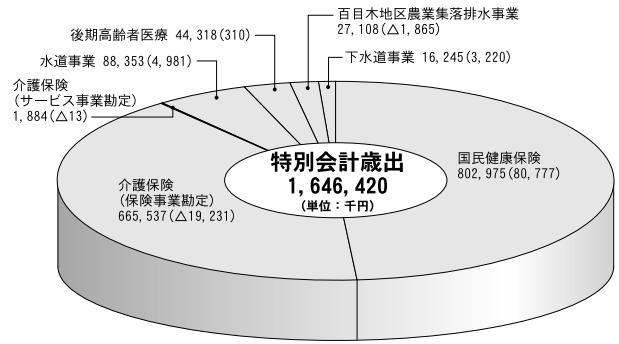 百目木地区農業集落排水事業
27,108(△1,865)
後期高齢者医療 44,318(310)
下水道事業 16,245(3,220)
水道事業 88,353(4,981)
介護保険
(サービス事業勘定)
1,884(△13)
特別会計歳出
1,646,420
(単位：千円)
国民健康保険
802,975(80,777)
介護保険
(保険事業勘定)
665,537(△19,231)